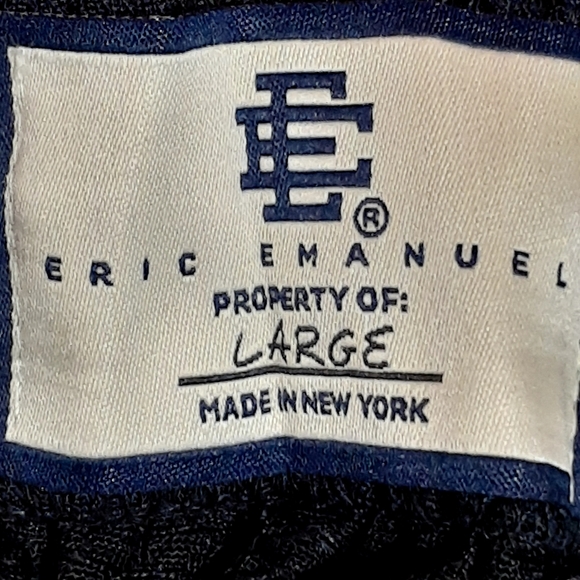 EE®
ERIC EMANUEL
PROPERTY OF:
LARGE
MADE IN NEW YORK